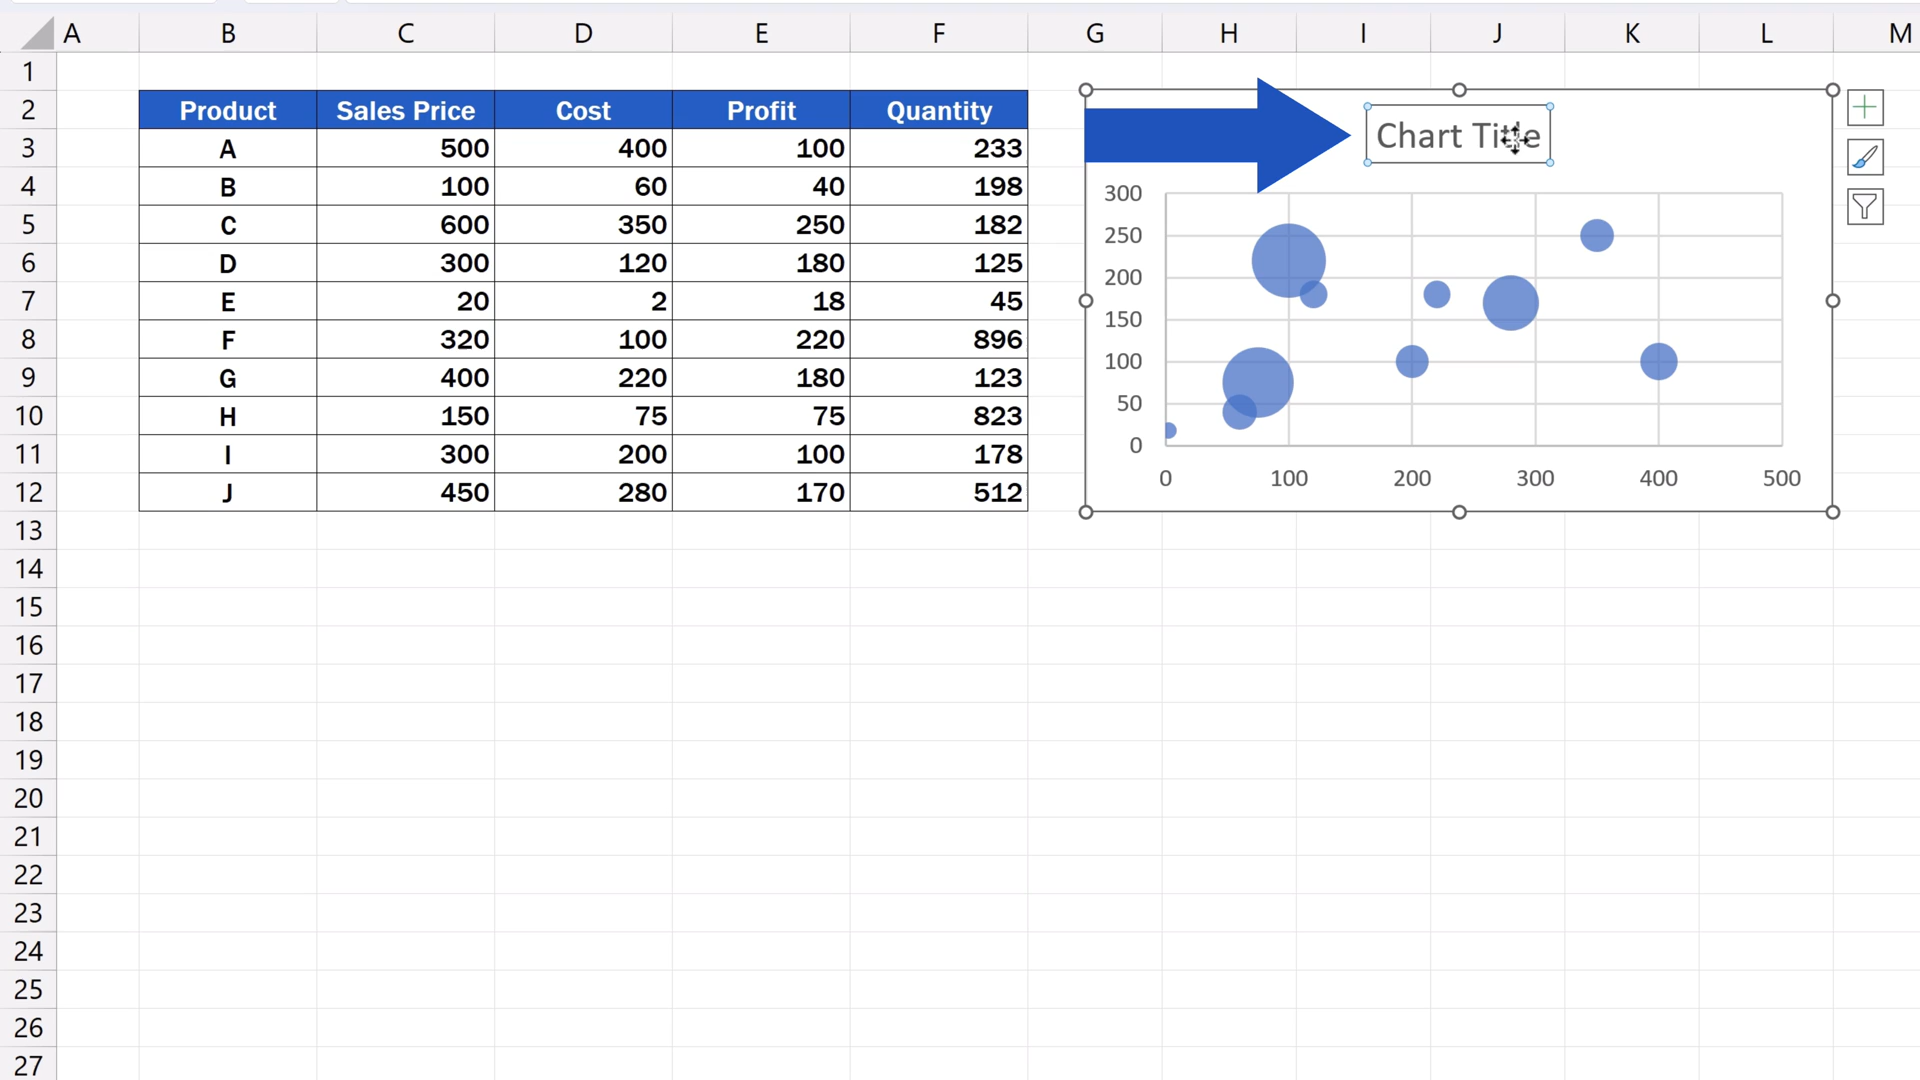 A B C D E F G H I J K L M
1
2 Product Sales Price Cost Profit Quantity
3 A 500 400 100 233
4 B 100 60 40 198
5 C 600 350 250 182
6 D 300 120 180 125
7 E 20 2 18 45
8 F 320 100 220 896
9 G 400 220 180 123
10 H 150 75 75 823
11 I 300 200 100 178
12 J 450 280 170 512
13
14
15
16
17
18
19
20
21
22
23
24
25
26
27
Chart Title
300
250
200
150
100
50
0
0 100 200 300 400 500